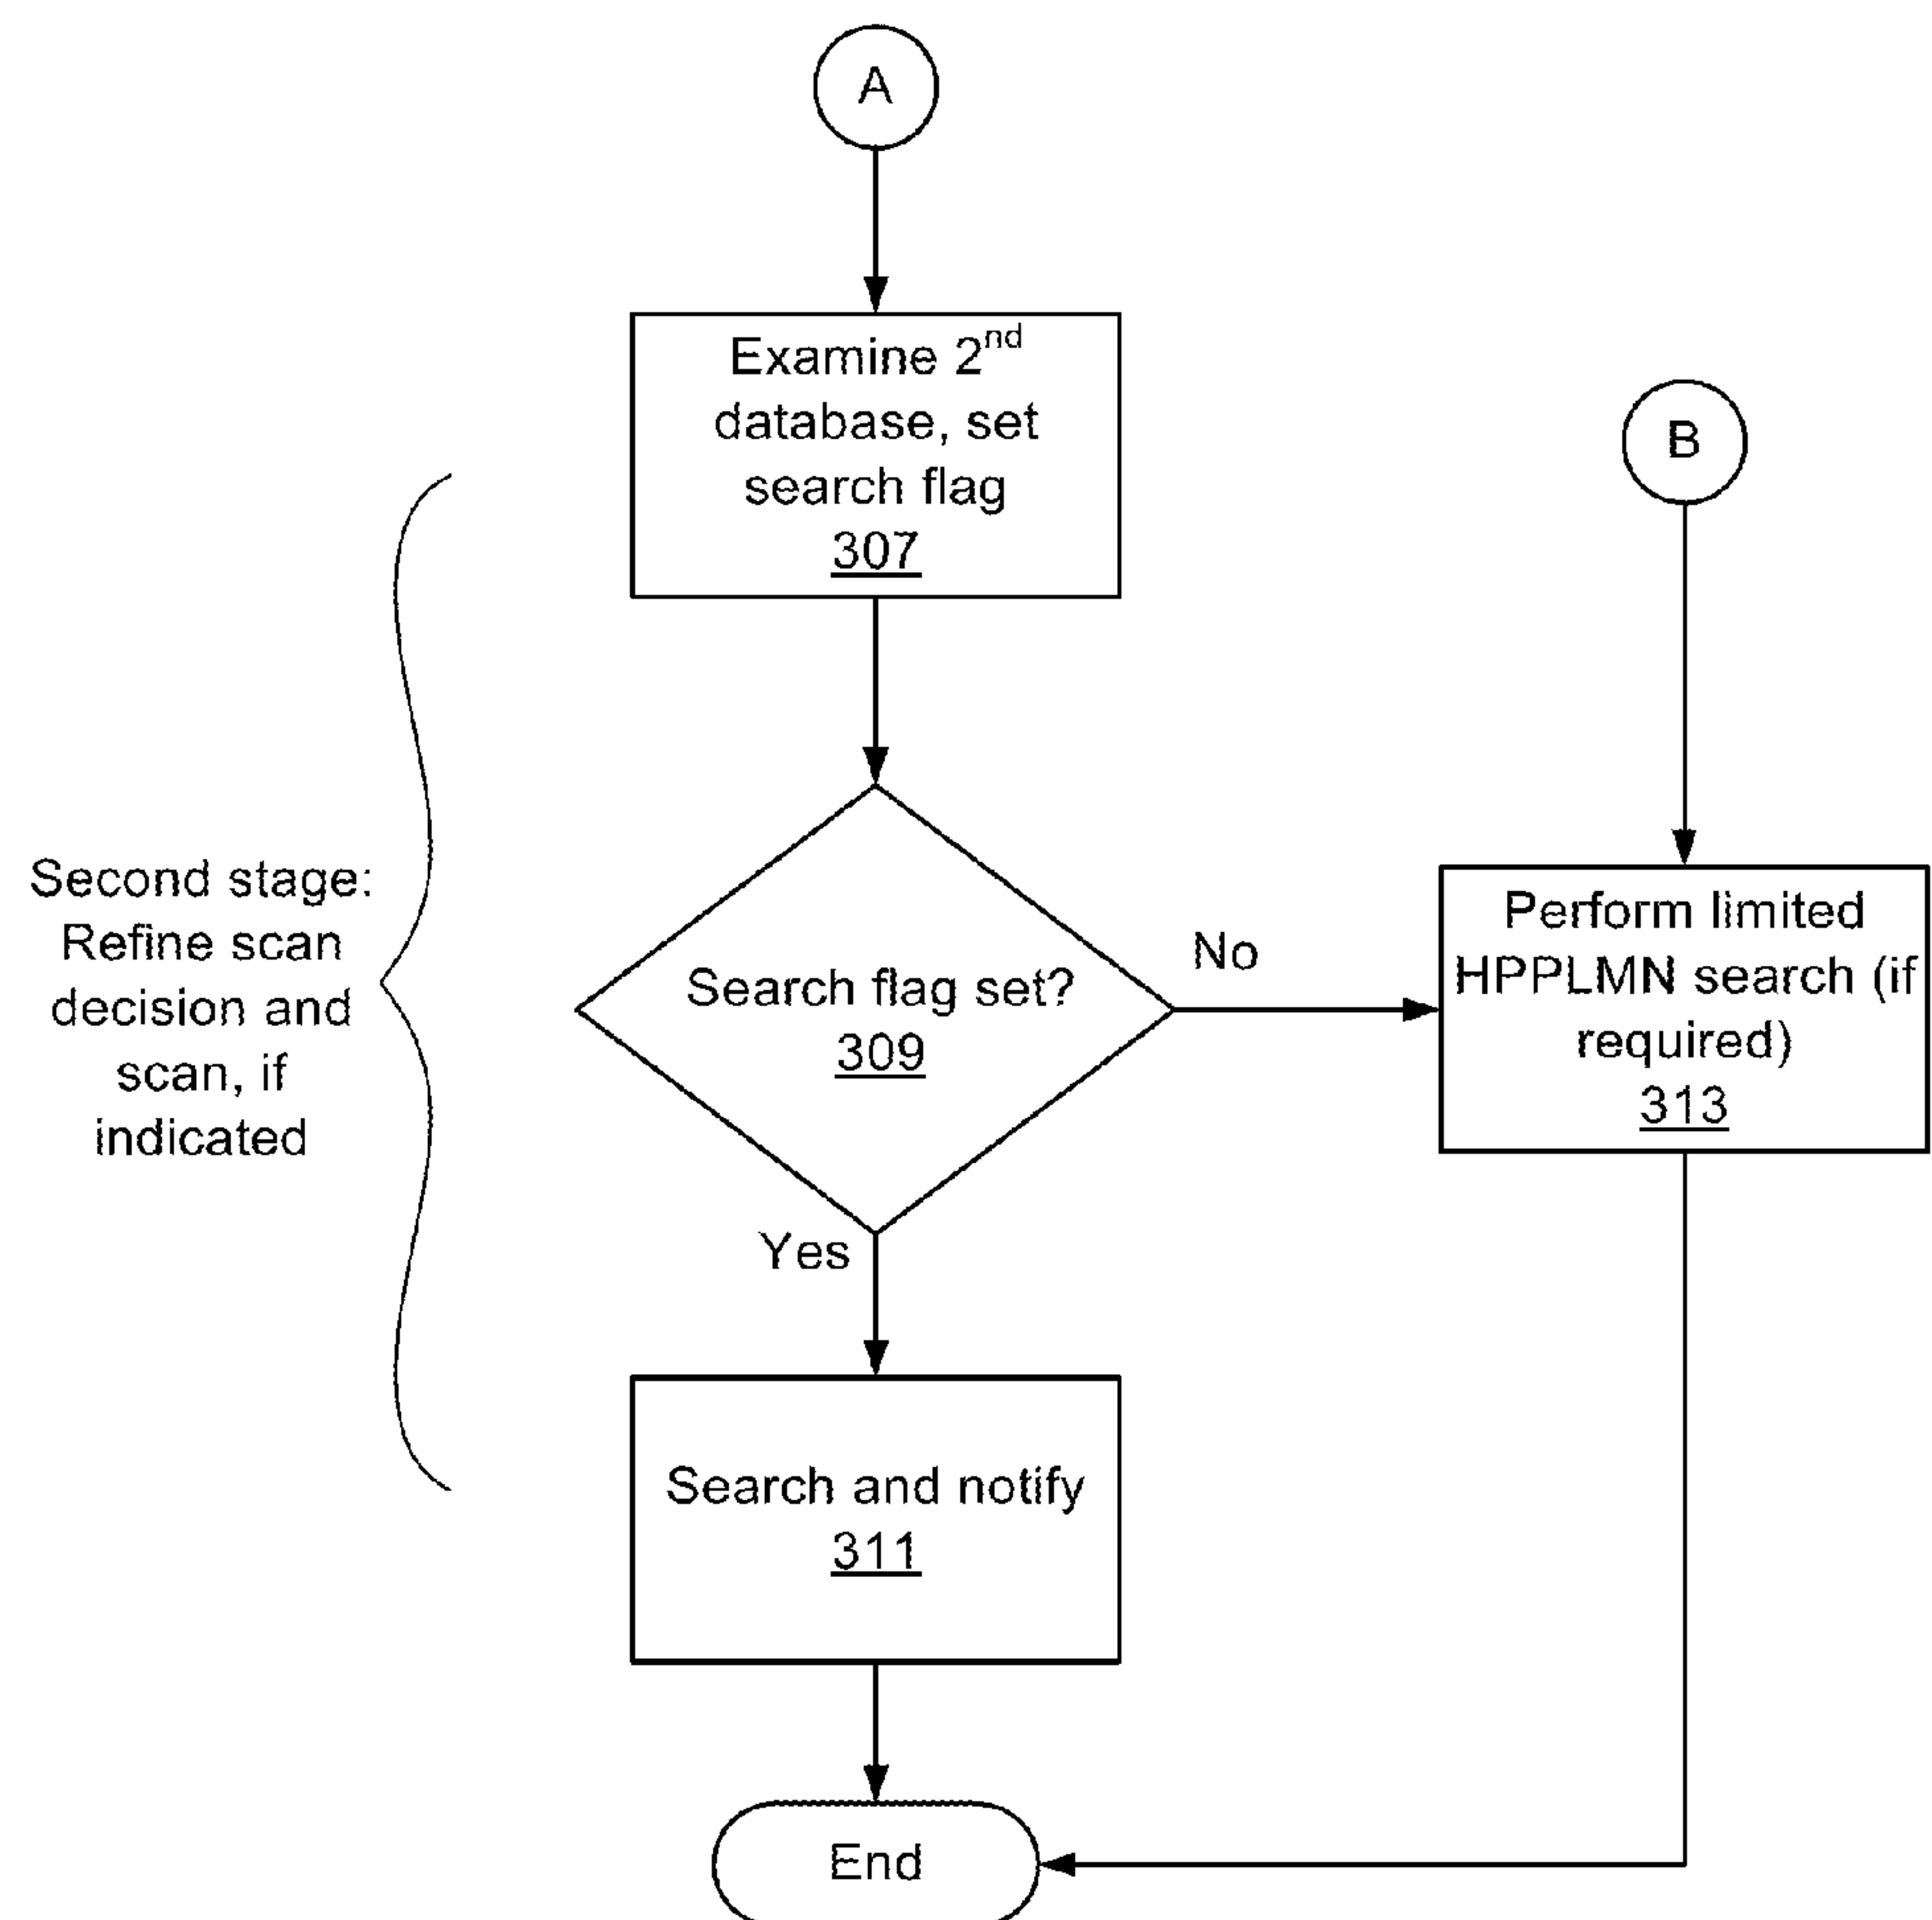 A
Examine 2nd
database, set
search flag
307
B
Second stage:
Refine scan
decision and
scan, if
indicated
Search flag set?
309
No
Perform limited
HPPLMN search (if
required)
313
Yes
Search and notify
311
End